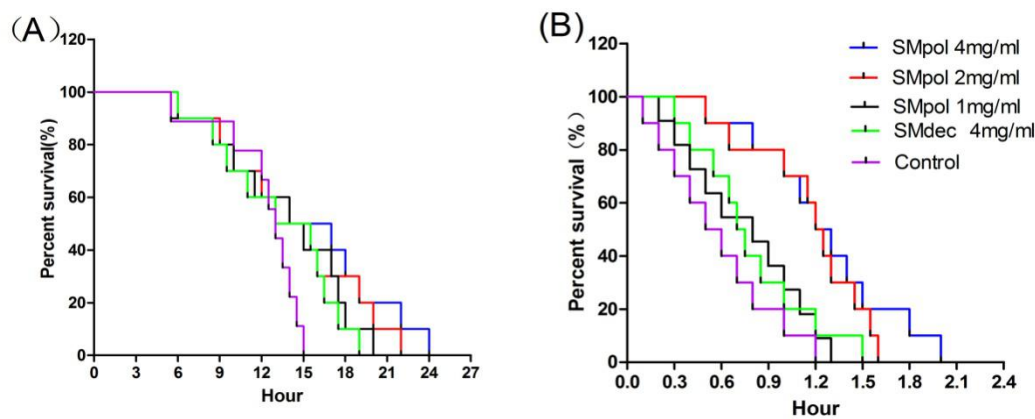 (A)
120
100
80
60
40
20
0
Percent survival(%)
0 3 6 9 12 15 18 21 24 27
Hour
(B)
120
100
80
60
40
20
0
Percent survival (%)
0.0 0.3 0.6 0.9 1.2 1.5 1.8 2.1 2.4
Hour
SMpol 4mg/ml
SMpol 2mg/ml
SMpol 1mg/ml
SMdec 4mg/ml
Control